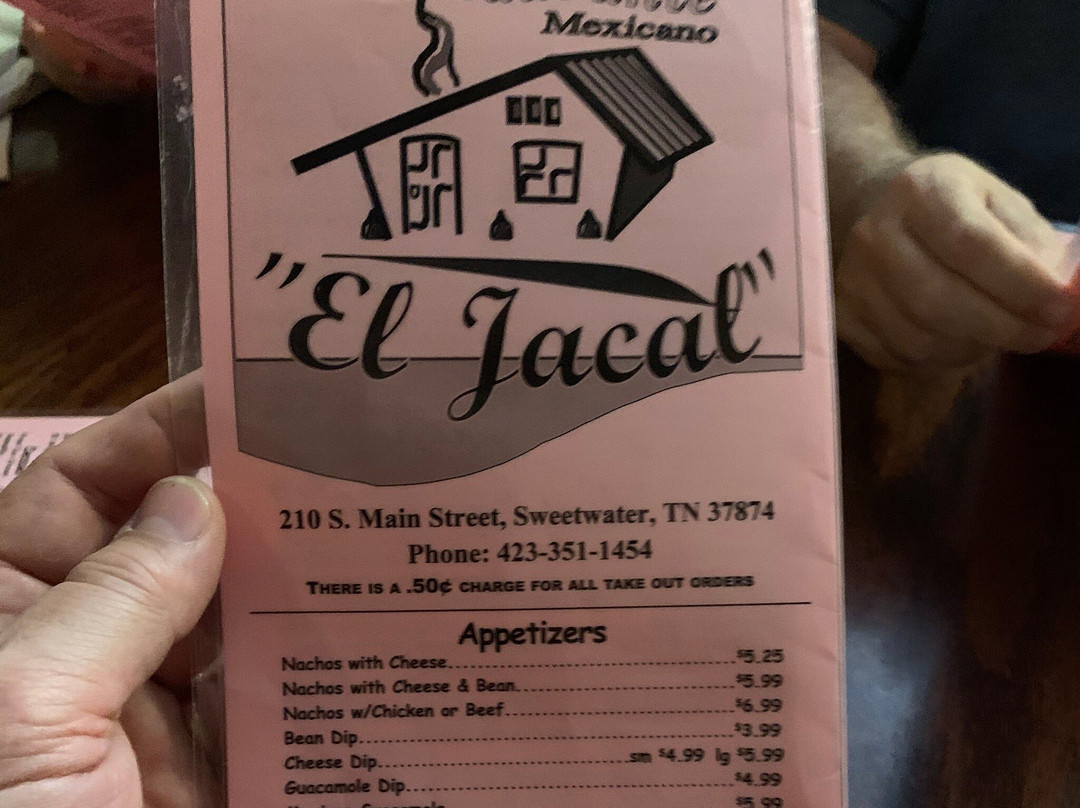 Mexicano
"El Jacal"
210 S. Main Street, Sweetwater, TN 37874
Phone: 423-351-1454
THERE IS A .50¢ CHARGE FOR ALL TAKE OUT ORDERS
Appetizers
Nachos with Cheese........................................$5.25
Nachos with Cheese & Bean..............................$5.99
Nachos w/Chicken or Beef................................$6.99
Bean Dip....................................................$3.99
Cheese Dip...................................sm $4.99 lg $5.99
Guacamole Dip.............................................$4.99
$5.99